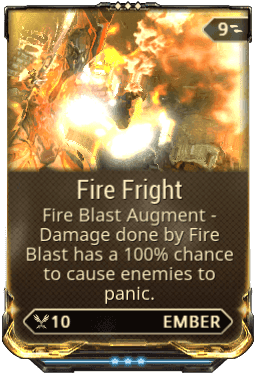 9
Fire Fright
Fire Blast Augment -
Damage done by Fire
Blast has a 100% chance
to cause enemies to
panic.
10 EMBER